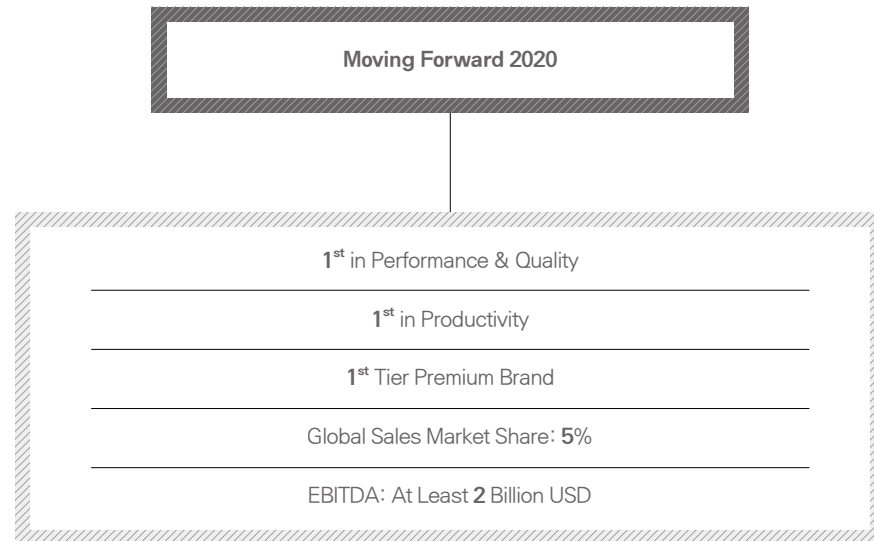 Moving Forward 2020
1st in Performance & Quality
1st in Productivity
1st Tier Premium Brand
Global Sales Market Share: 5%
EBITDA: At Least 2 Billion USD